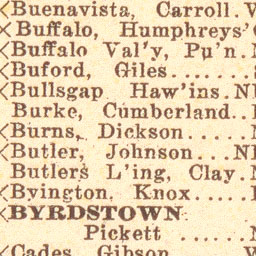 Buenavista, Carroll.
Buffalo, Humphreys'
Buffalo Val'y, Pu'n.
Buford, Giles.......
Bullsgap Haw'ins N
Burke, Cumberland..
Burns, Dickson .....
Butler, Johnson...N
Butlers L'ing, Clay.
Byington, Knox.....
BYRDSTOWN
Pickett ......
Cades, Gibson